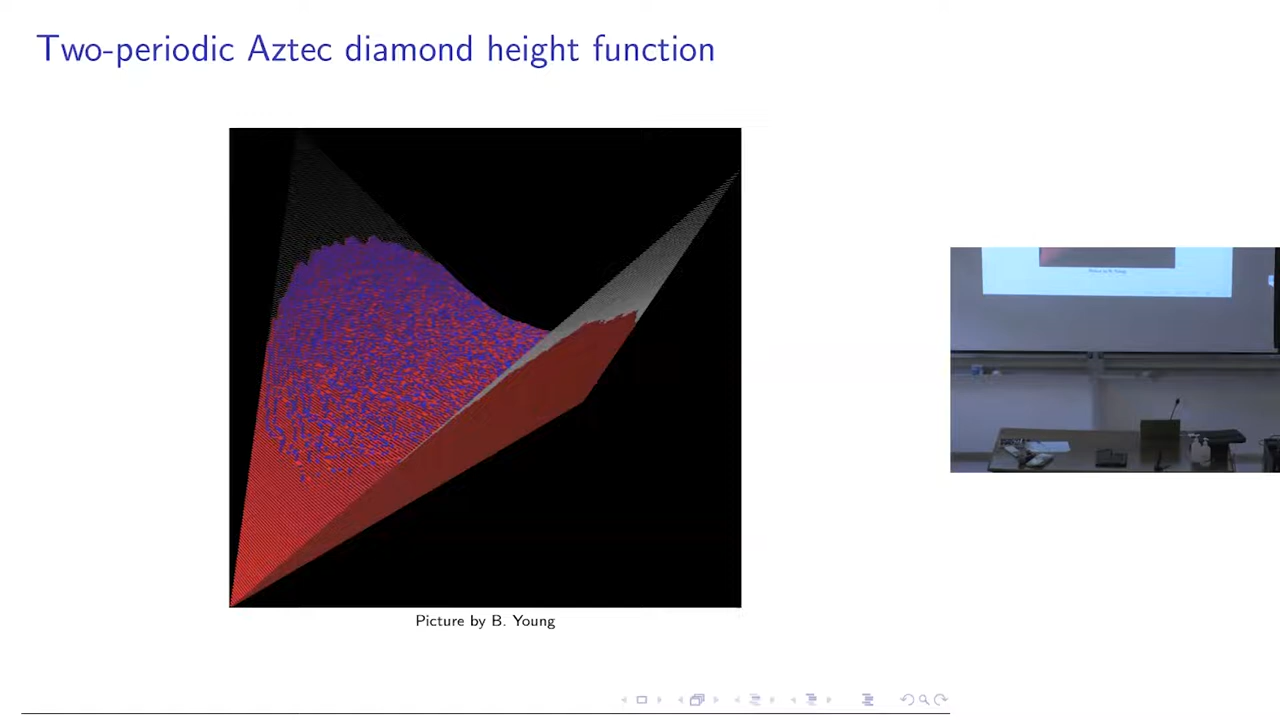 Two-periodic Aztec diamond height function
Picture by B. Young